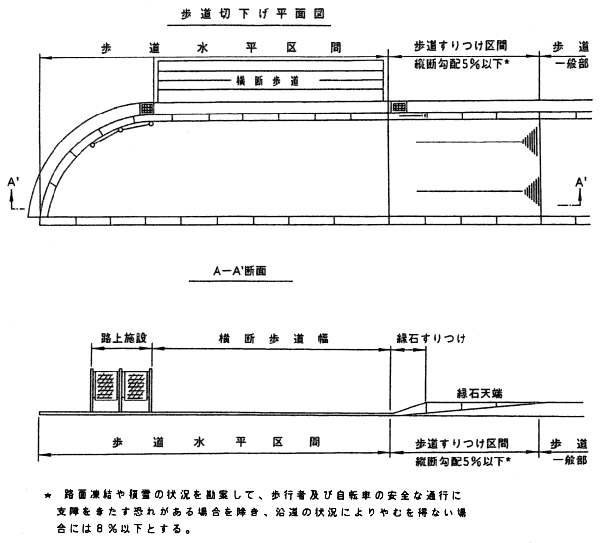 歩道切下げ平面図
歩道水平区間
歩道すりつけ区間
縦断勾配5%以下*
歩道
一般部
横断歩道
A'
A'
A－A'断面
路上施設
横断歩道幅
縁石すりつけ
縁石天端
歩道水平区間
歩道すりつけ区間
縦断勾配5%以下*
歩道
一般部
* 路面凍結や積雪の状況を勘案して、歩行者及び自転車の安全な通行に
支障をきたす恐れがある場合を除き、沿道の状況によりやむを得ない場
合には8%以下とする。